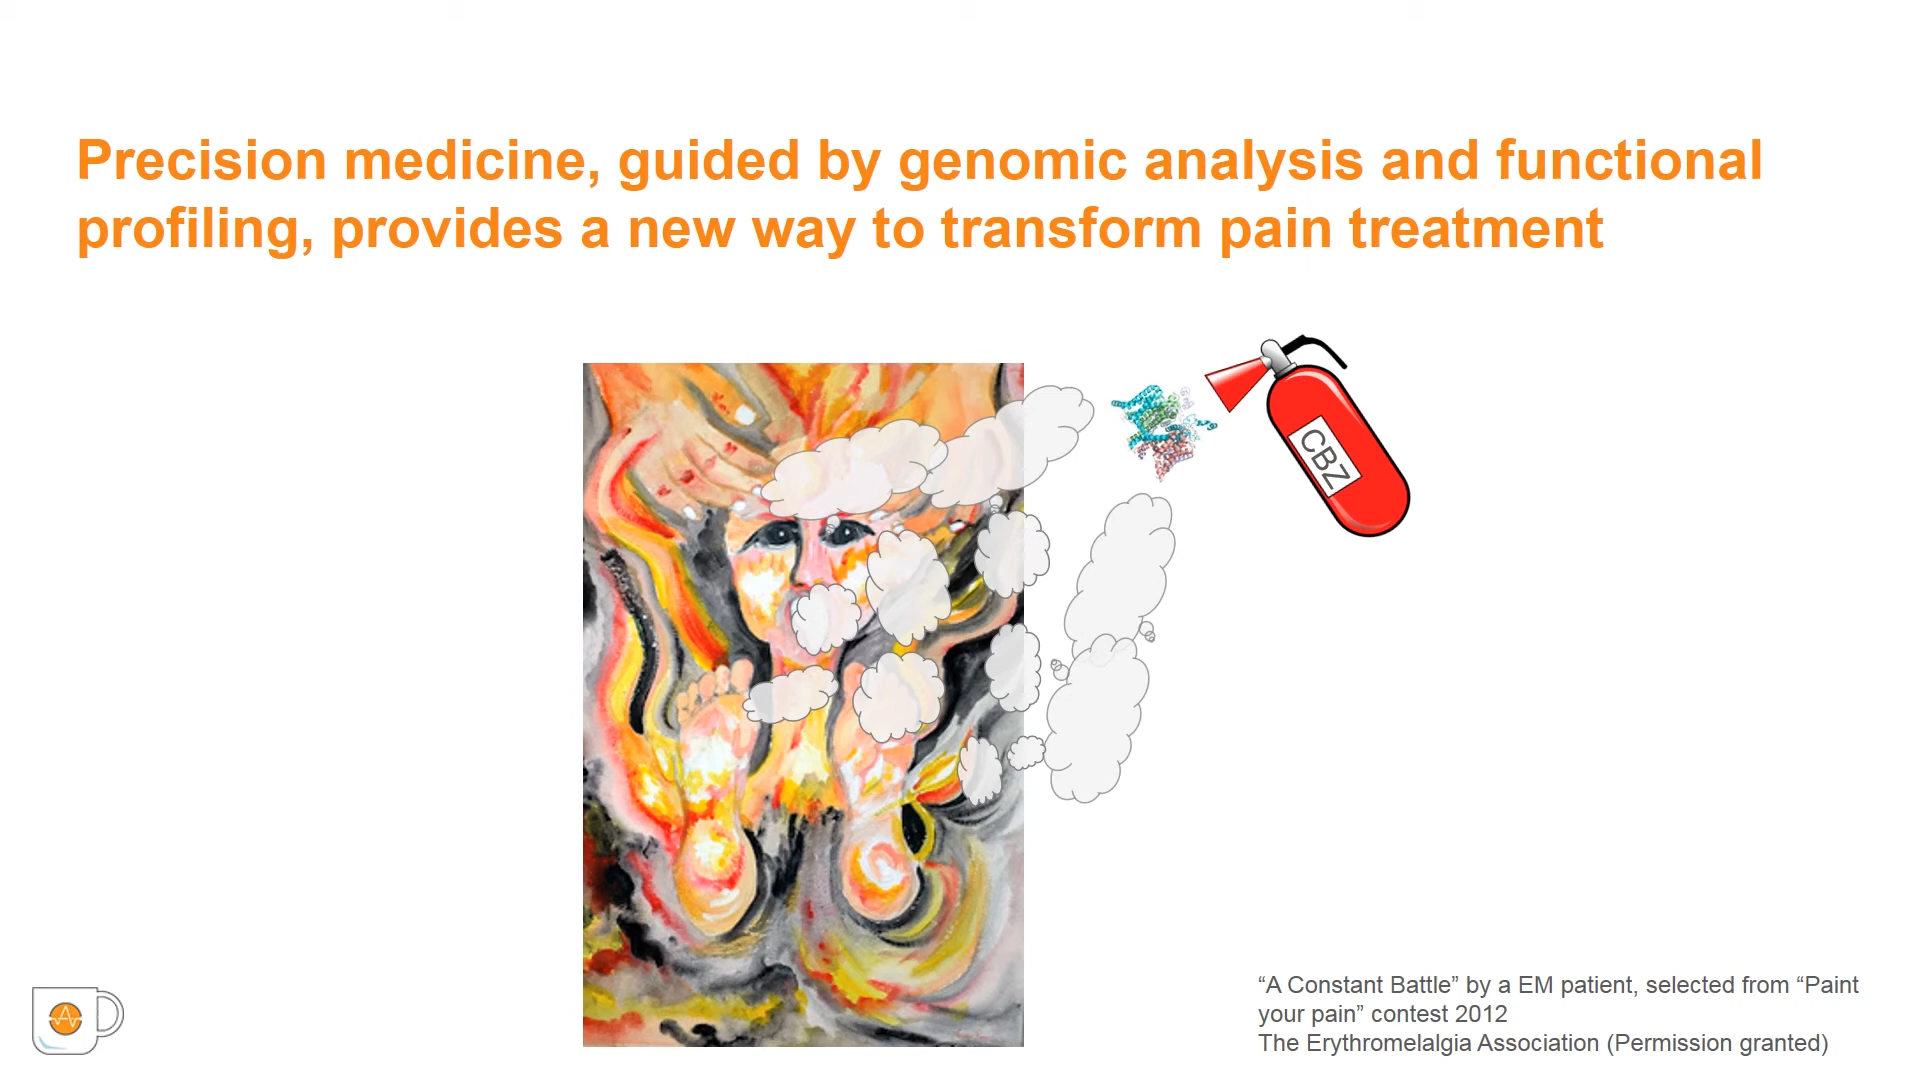 Precision medicine, guided by genomic analysis and functional
profiling, provides a new way to transform pain treatment
CBZ
“A Constant Battle” by a EM patient, selected from “Paint
your pain” contest 2012
The Erythromelalgia Association (Permission granted)